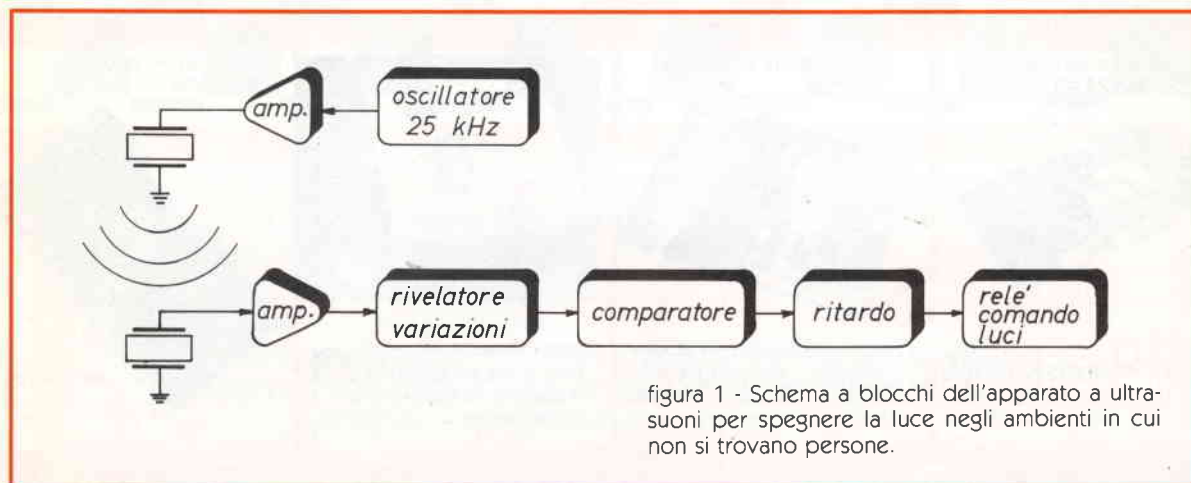 amp.
oscillatore
25 kHz
amp.
rivelatore
variazioni
comparatore
ritardo
rele'
comando
luci
figura 1 - Schema a blocchi dell'apparato a ultra-
suoni per spegnere la luce negli ambienti in cui
non si trovano persone.